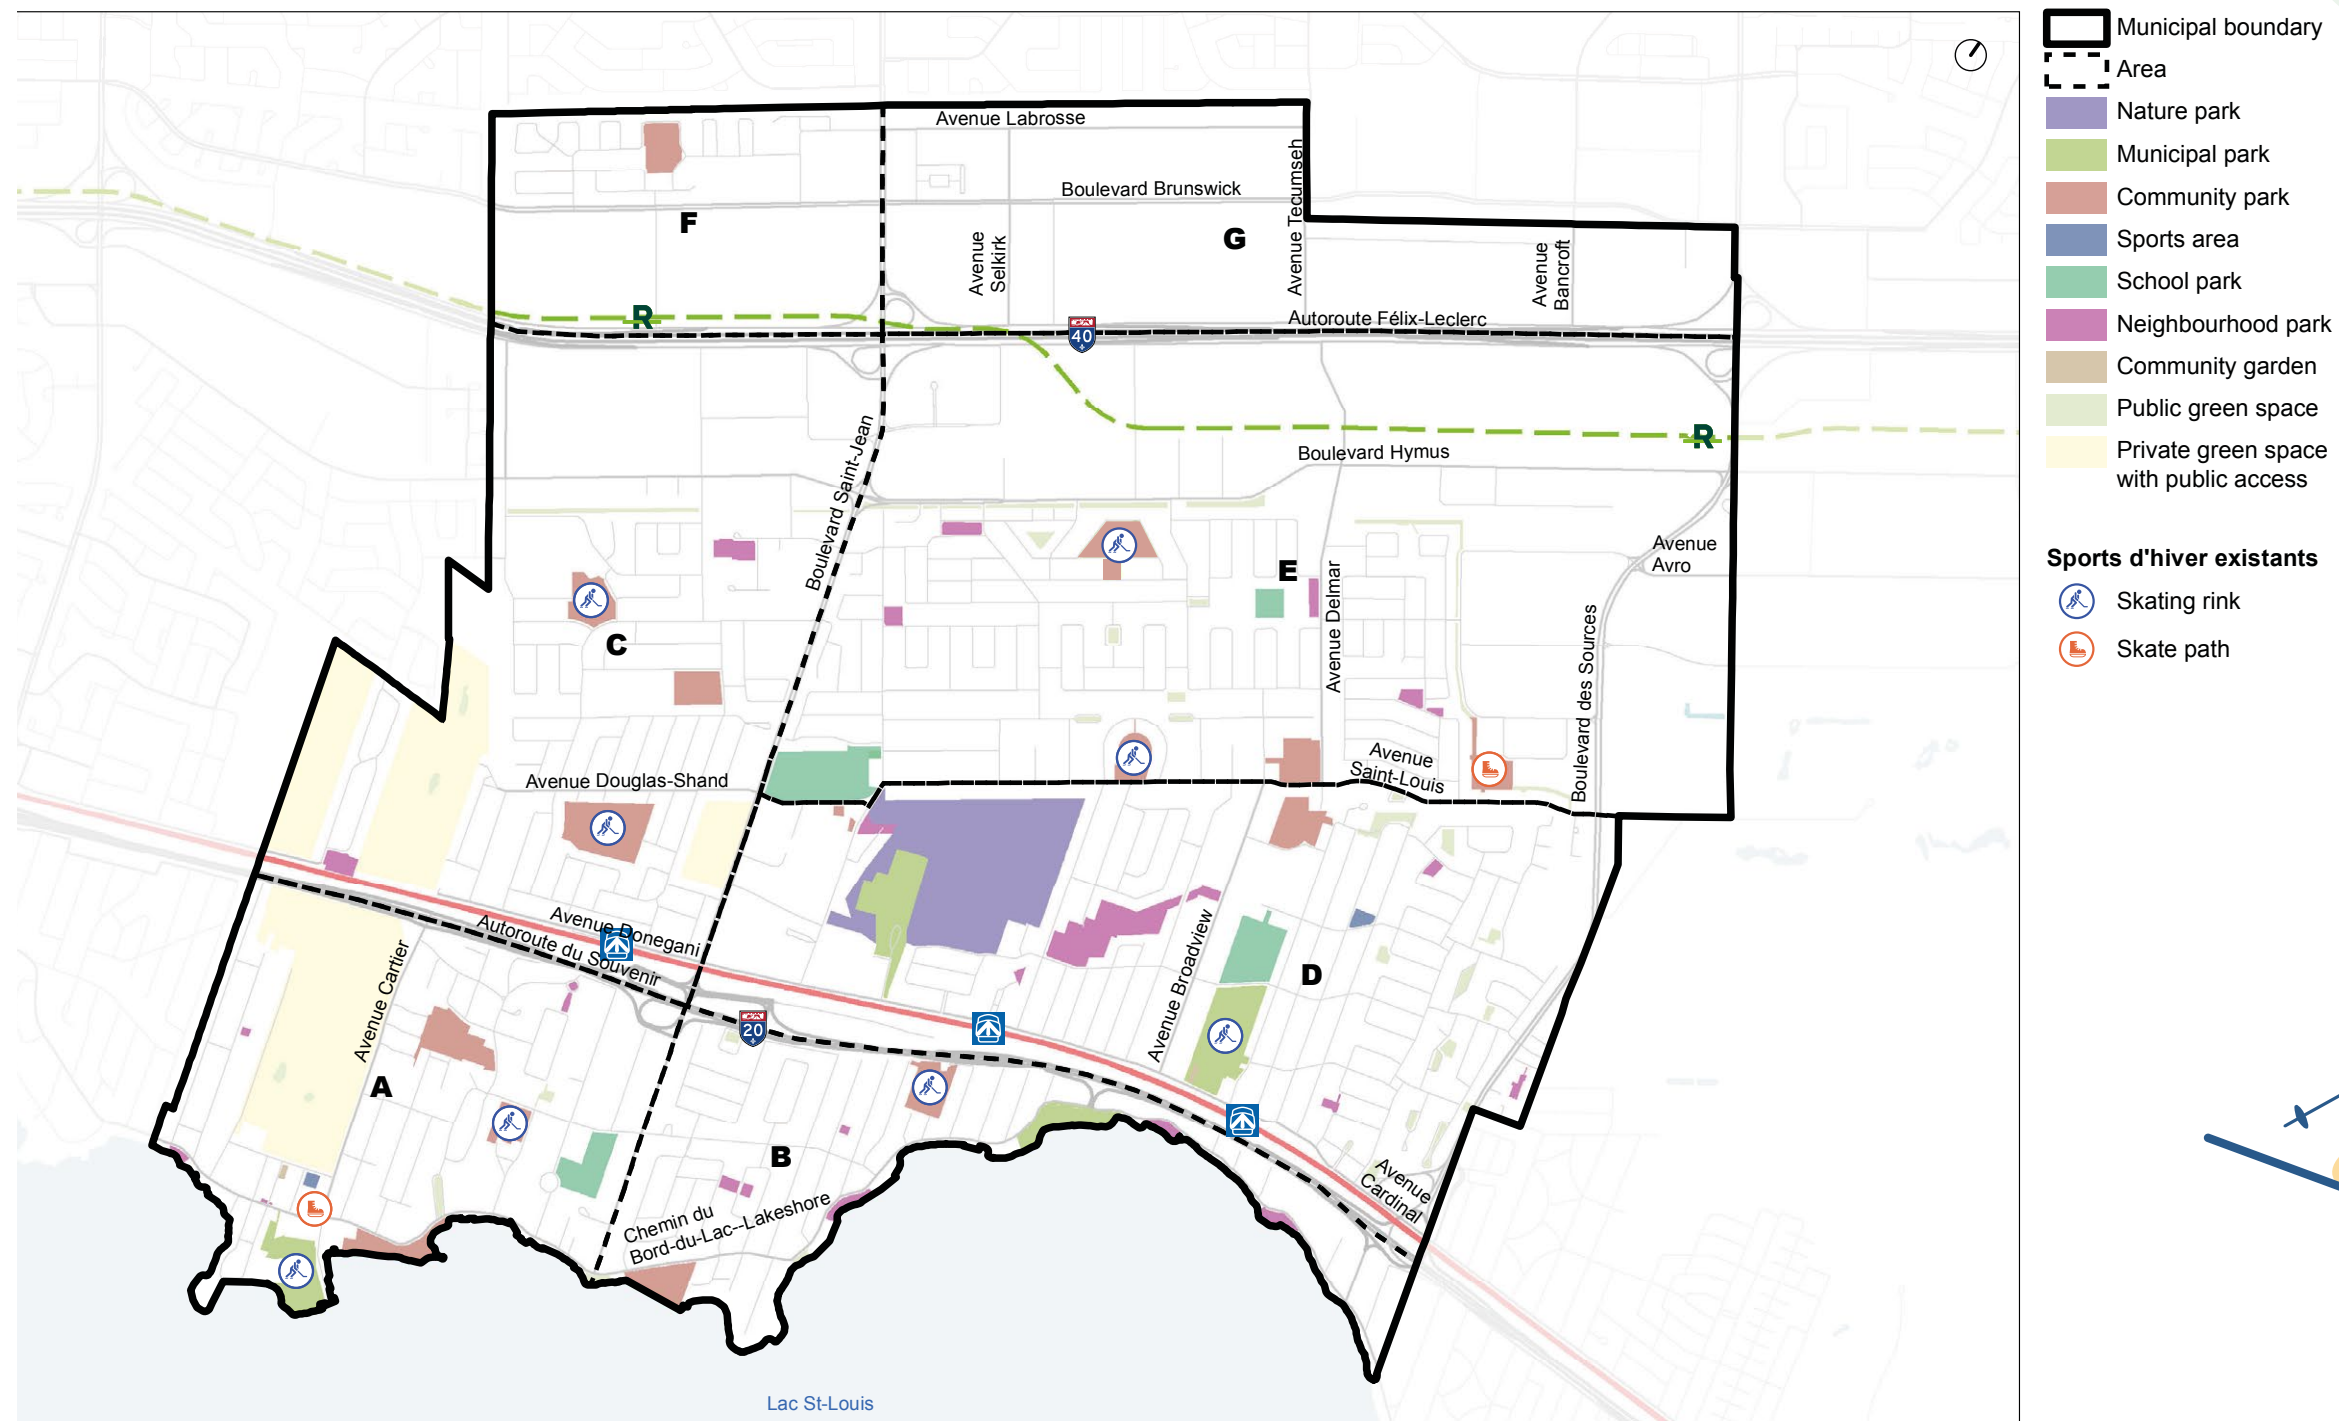 Avenue Labrosse
Boulevard Brunswick
Avenue Tecumseh
F
G
Avenue
Selkirk
Avenue
Bancroft
R
Autoroute Félix-Leclerc
40
R
Boulevard Hymus
Boulevard Saint-Jean
Avenue
Avro
E
Avenue Delmar
C
Boulevard des Sources
Avenue
Saint-Louis
Avenue Douglas-Shand
Avenue Donegani
Autoroute du Souvenir
Avenue Cartier
Avenue Broadview
D
20
A
B
Avenue
Cardinal
Chemin du
Bord-du-Lac--Lakeshore
Lac St-Louis
Municipal boundary
Area
Nature park
Municipal park
Community park
Sports area
School park
Neighbourhood park
Community garden
Public green space
Private green space
with public access
Sports d'hiver existants
Skating rink
Skate path